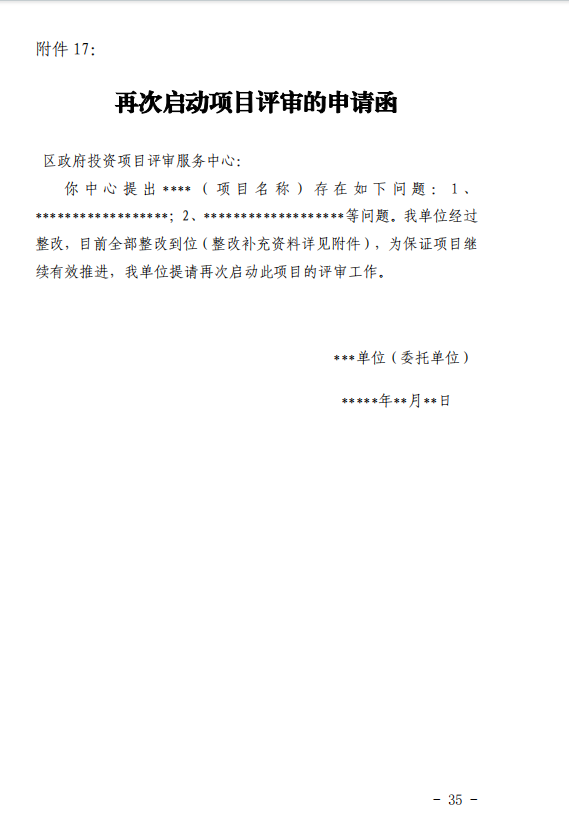 附件 17：
再次启动项目评审的申请函
区政府投资项目评审服务中心：
你中心提出****（项目名称）存在如下问题：1、
******************；2、*******************等问题。我单位经过
整改，目前全部整改到位（整改补充资料详见附件），为保证项目继
续有效推进，我单位提请再次启动此项目的评审工作。
***单位（委托单位）
*****年**月**日
- 35 -